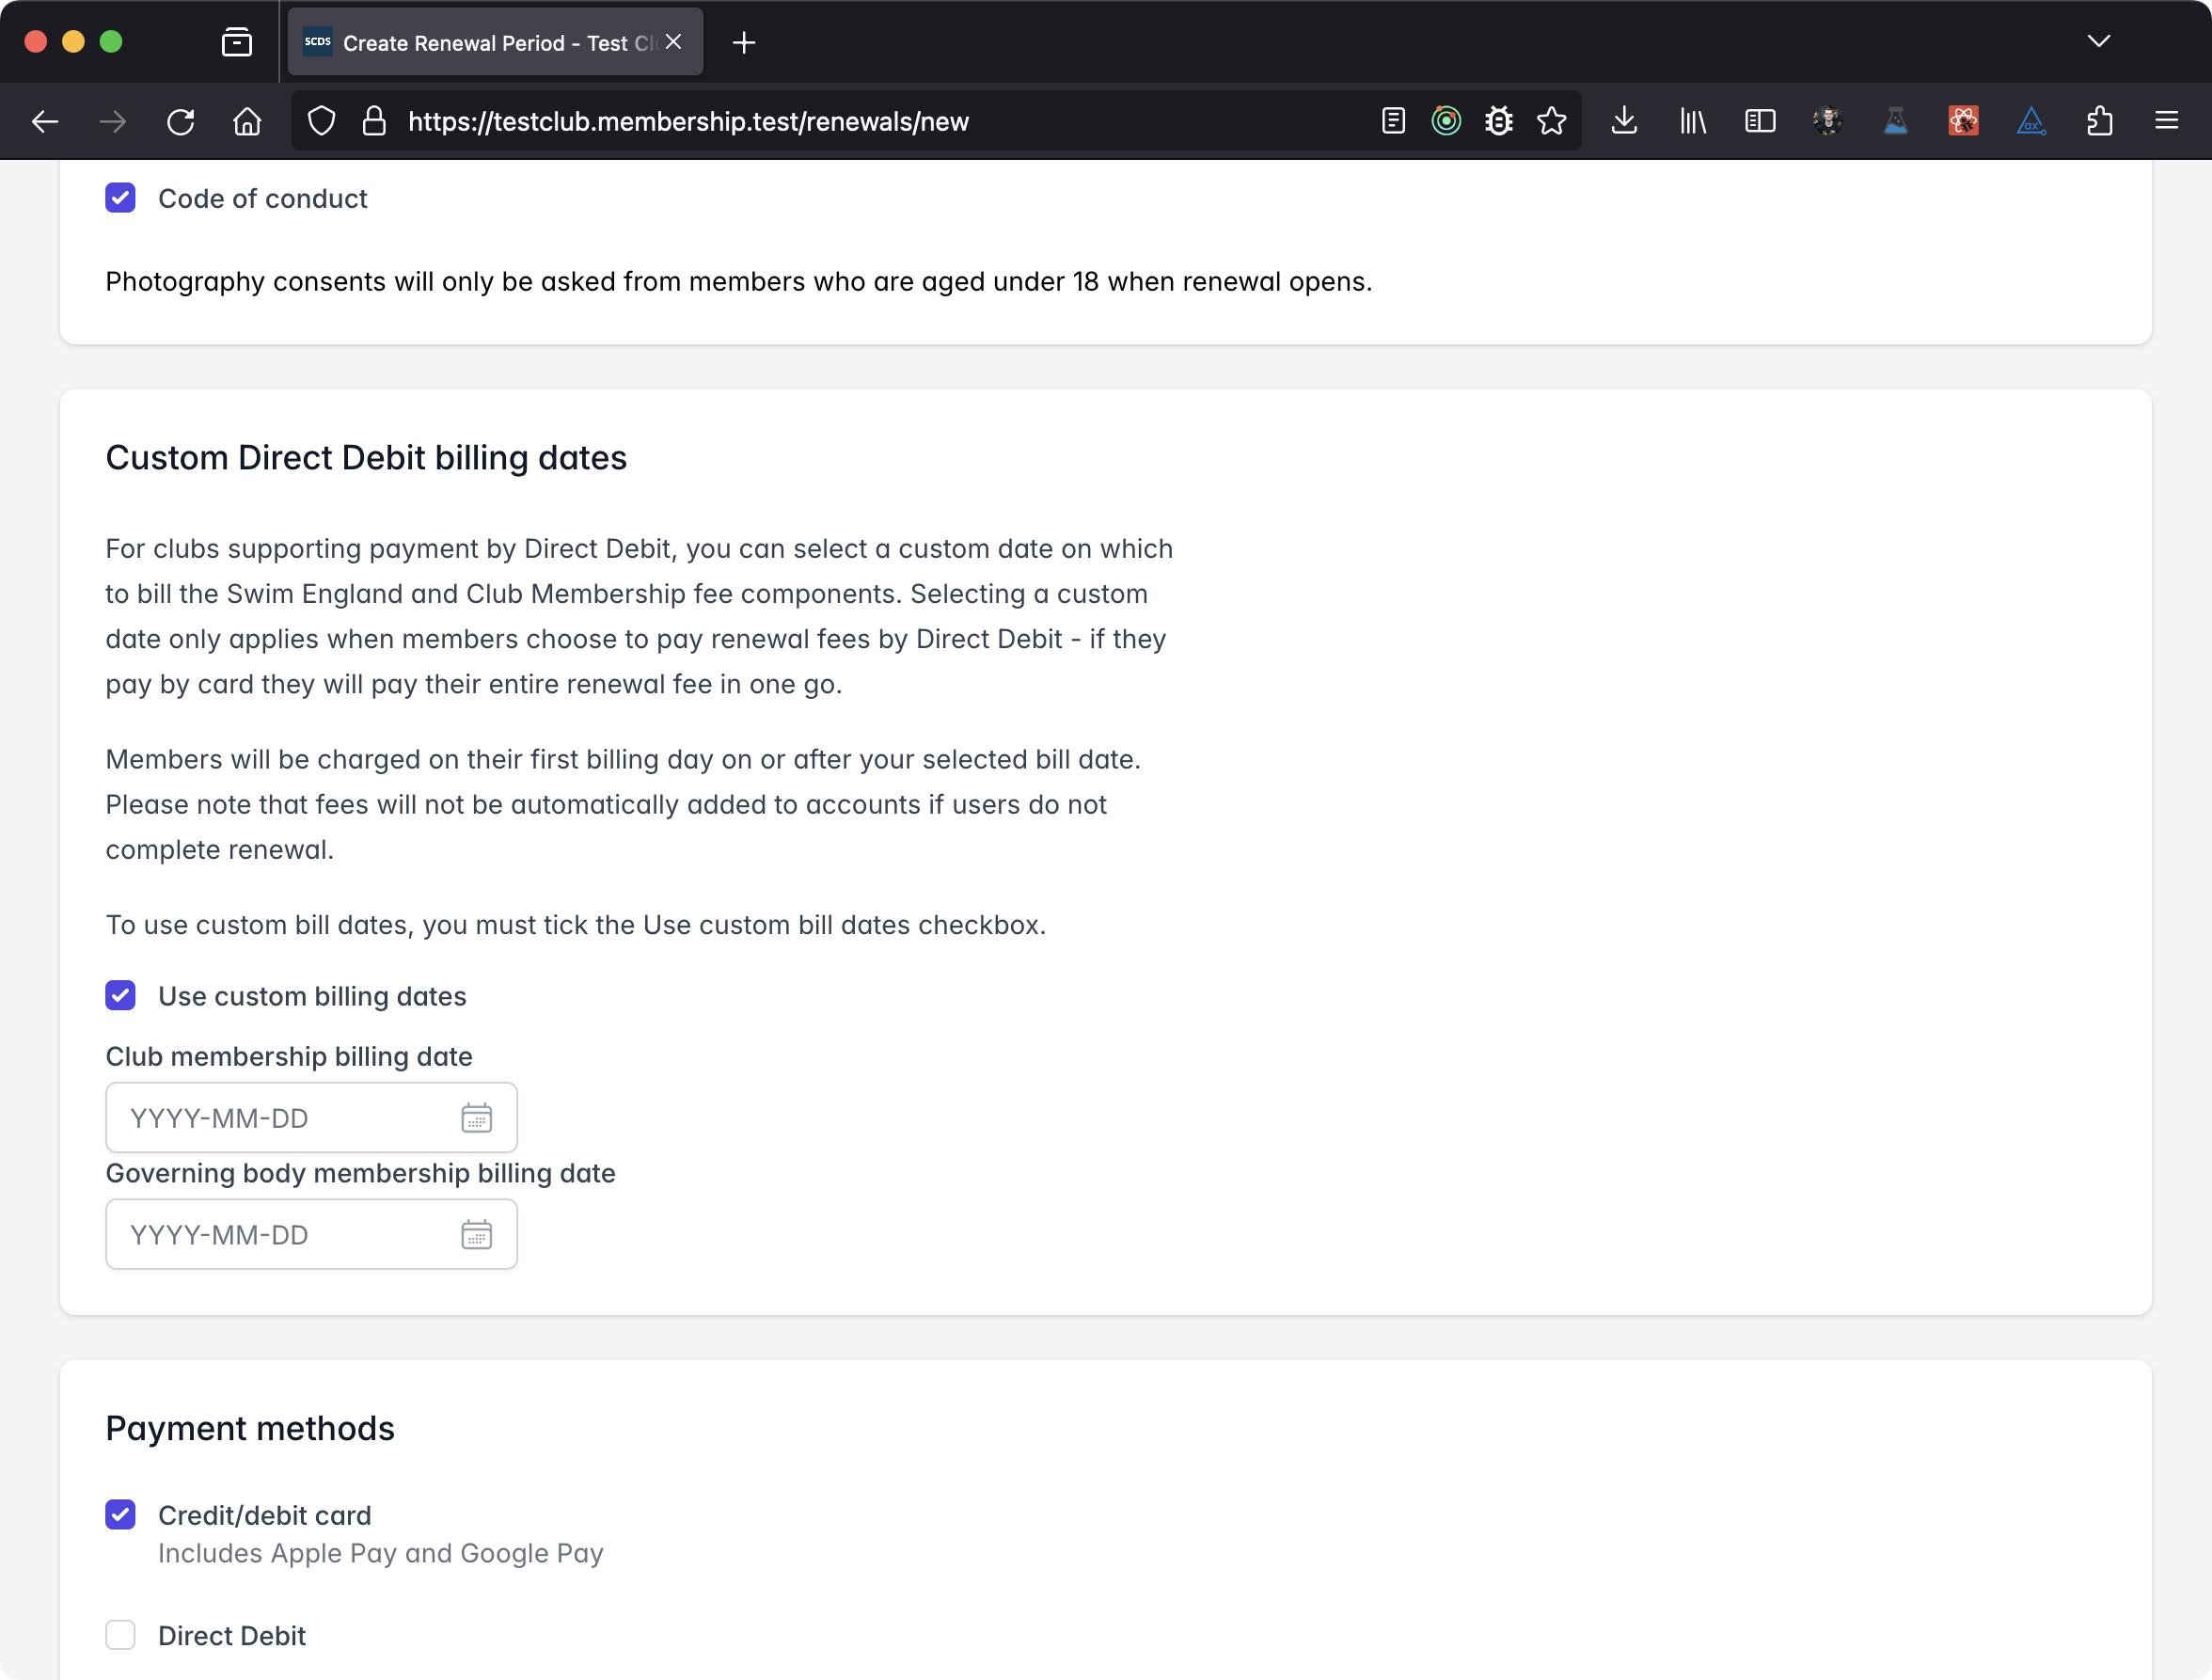 SCDS Create Renewal Period - Test Cl
https://testclub.membership.test/renewals/new
Code of conduct
Photography consents will only be asked from members who are aged under 18 when renewal opens.
Custom Direct Debit billing dates
For clubs supporting payment by Direct Debit, you can select a custom date on which
to bill the Swim England and Club Membership fee components. Selecting a custom
date only applies when members choose to pay renewal fees by Direct Debit - if they
pay by card they will pay their entire renewal fee in one go.
Members will be charged on their first billing day on or after your selected bill date.
Please note that fees will not be automatically added to accounts if users do not
complete renewal.
To use custom bill dates, you must tick the Use custom bill dates checkbox.
Use custom billing dates
Club membership billing date
YYYY-MM-DD
Governing body membership billing date
YYYY-MM-DD
Payment methods
Credit/debit card
Includes Apple Pay and Google Pay
Direct Debit